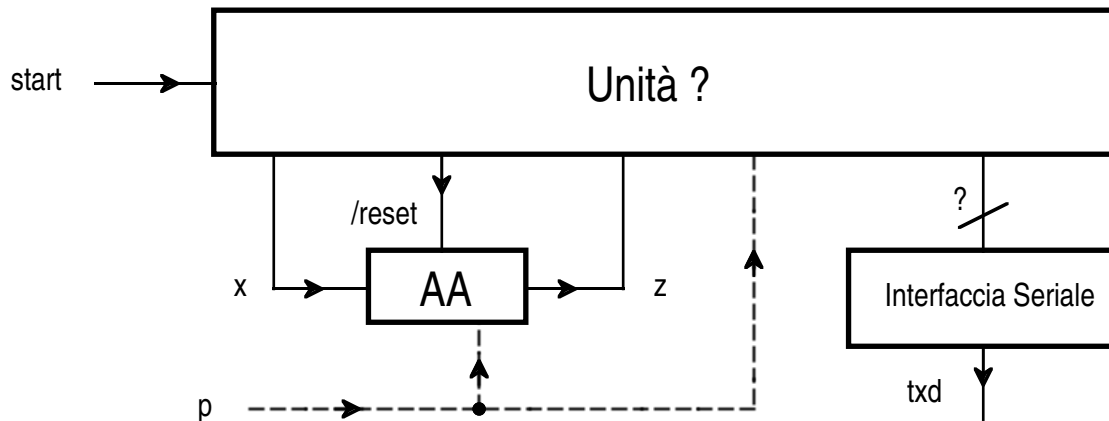 Unità ?
start
?
/reset
x
AA
z
Interfaccia Seriale
txd
p